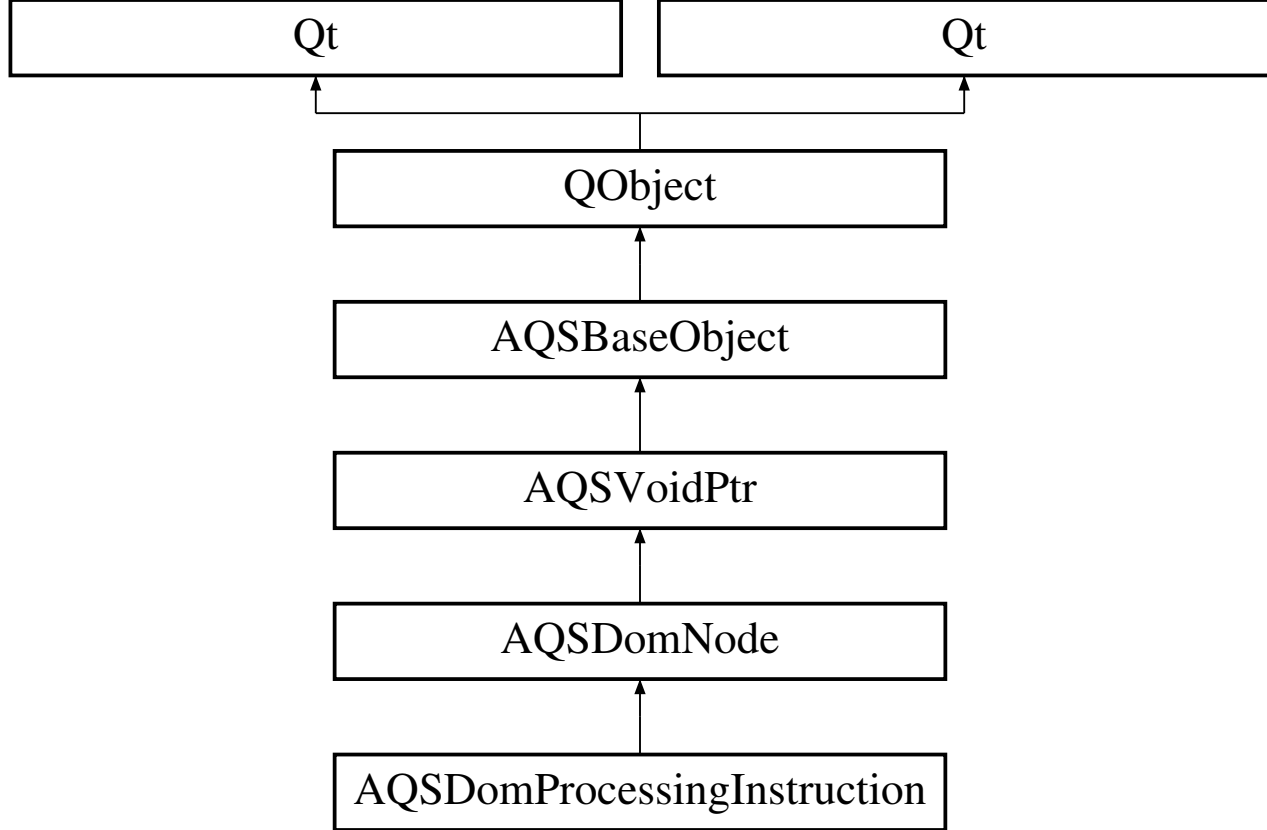 Qt
Qt
QObject
AQSBaseObject
AQSVoidPtr
AQSDomNode
AQSDomProcessingInstruction